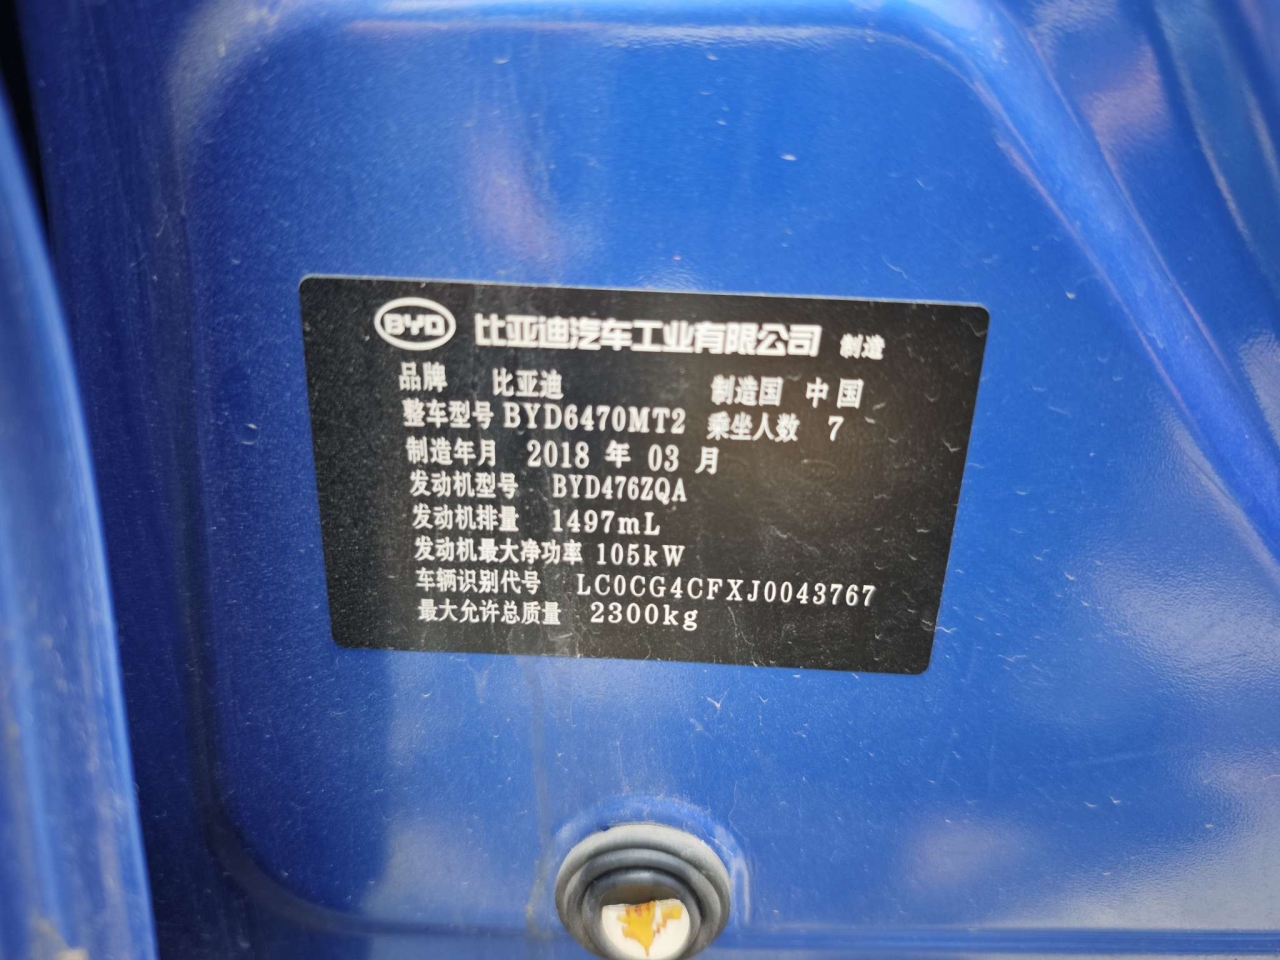 BYD 比亚迪汽车工业有限公司 制造
品牌 比亚迪 制造国 中国
整车型号 BYD6470MT2 乘坐人数 7
制造年月 2018 年 03 月
发动机型号 BYD476ZQA
发动机排量 1497mL
发动机最大净功率 105kW
车辆识别代号 LC0CG4CFXJ0043767
最大允许总质量 2300kg